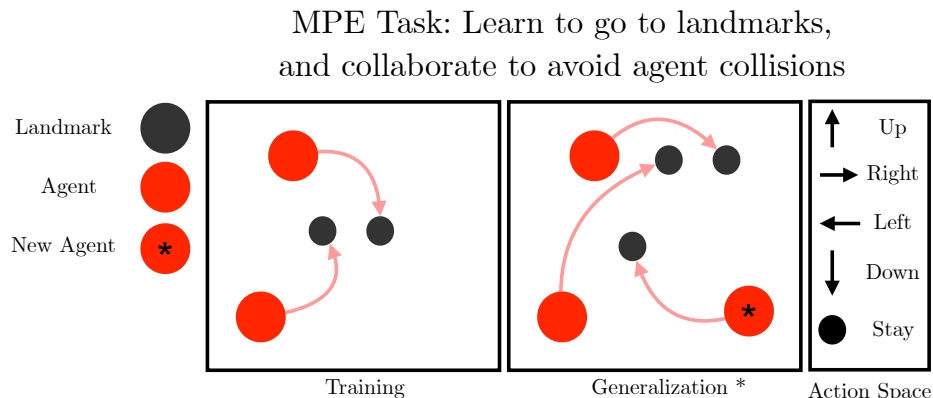 MPE Task: Learn to go to landmarks,
and collaborate to avoid agent collisions
Landmark
Agent
New Agent
*
*
Up
Right
Left
Down
Stay
Training
Generalization *
Action Space